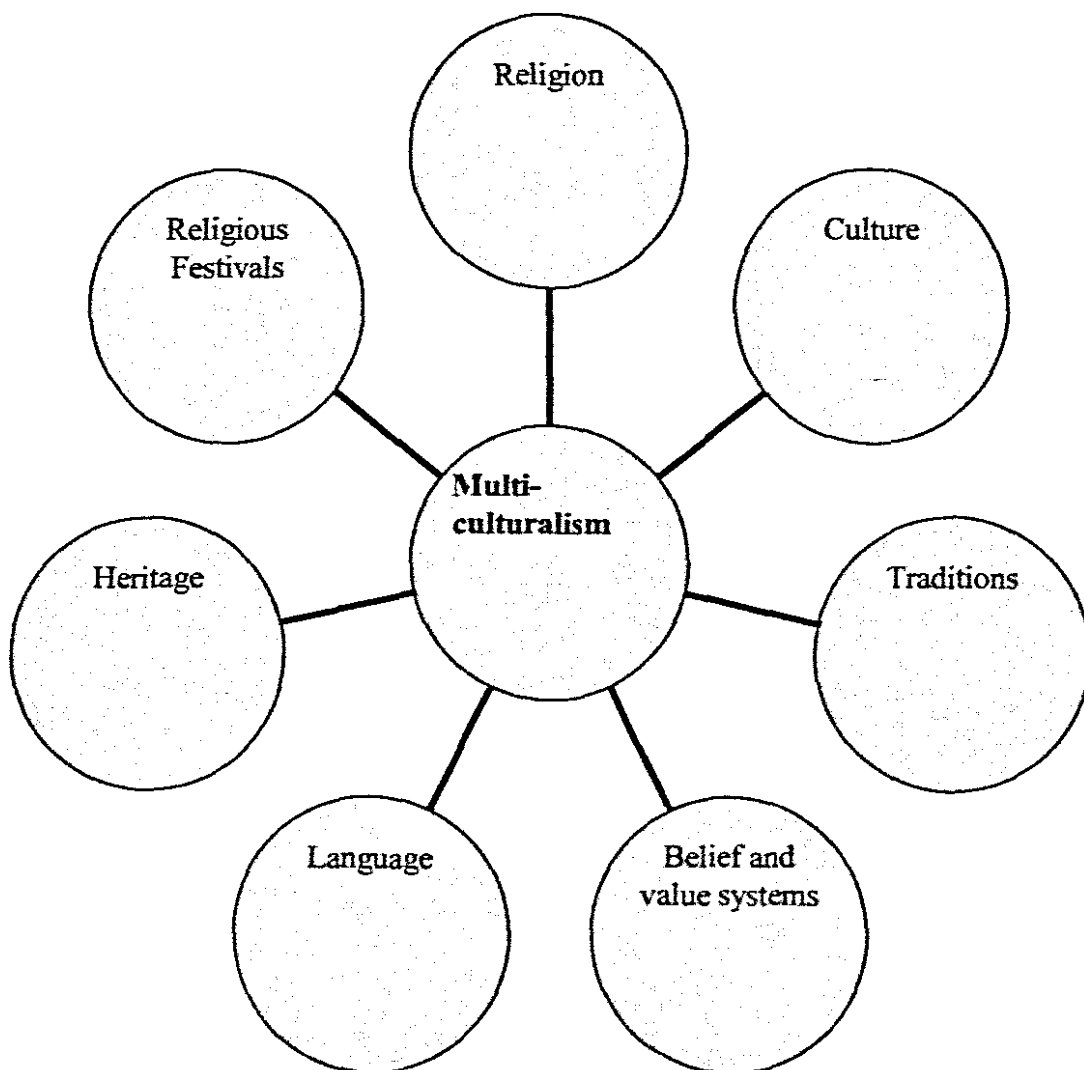 Religion
Religious
Festivals
Culture
Multi-
culturalism
Heritage
Traditions
Language
Belief and
value systems